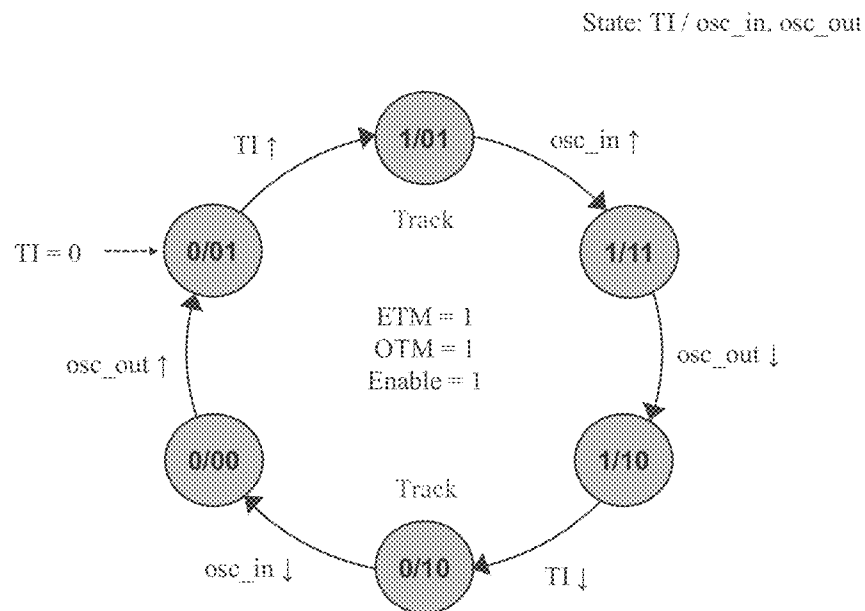 State: TI / osc_in, osc_out
1/01
TI ↑
osc_in ↑
Track
TI = 0
0/01
1/11
ETM = 1
OTM = 1
Enable = 1
osc_out ↑
osc_out ↓
0/00
1/10
Track
osc_in ↓
0/10
TI ↓